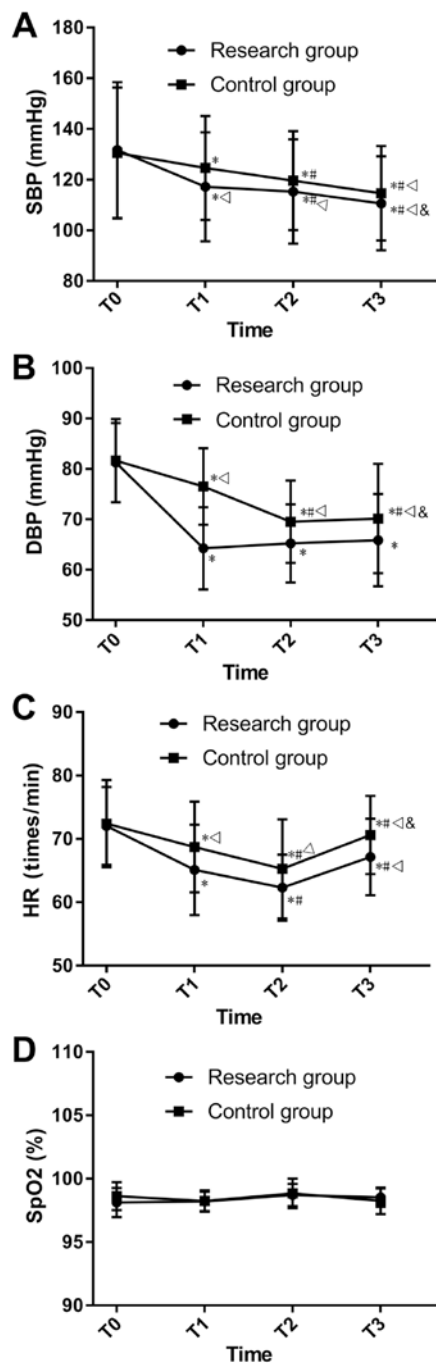 A
Research group
Control group
180
160
140
120
100
80
SBP (mmHg)
*
*◁
*#
*#◁
*#◁
*#◁&
T0
T1
T2
T3
Time
B
Research group
Control group
100
90
80
70
60
50
DBP (mmHg)
*◁
*
*#◁
*
*#◁&
*
T0
T1
T2
T3
Time
C
Research group
Control group
90
80
70
60
50
HR (times/min)
*◁
*
*#◁
*#
*#◁&
*#◁
T0
T1
T2
T3
Time
D
Research group
Control group
110
105
100
95
90
SpO2 (%)
T0
T1
T2
T3
Time